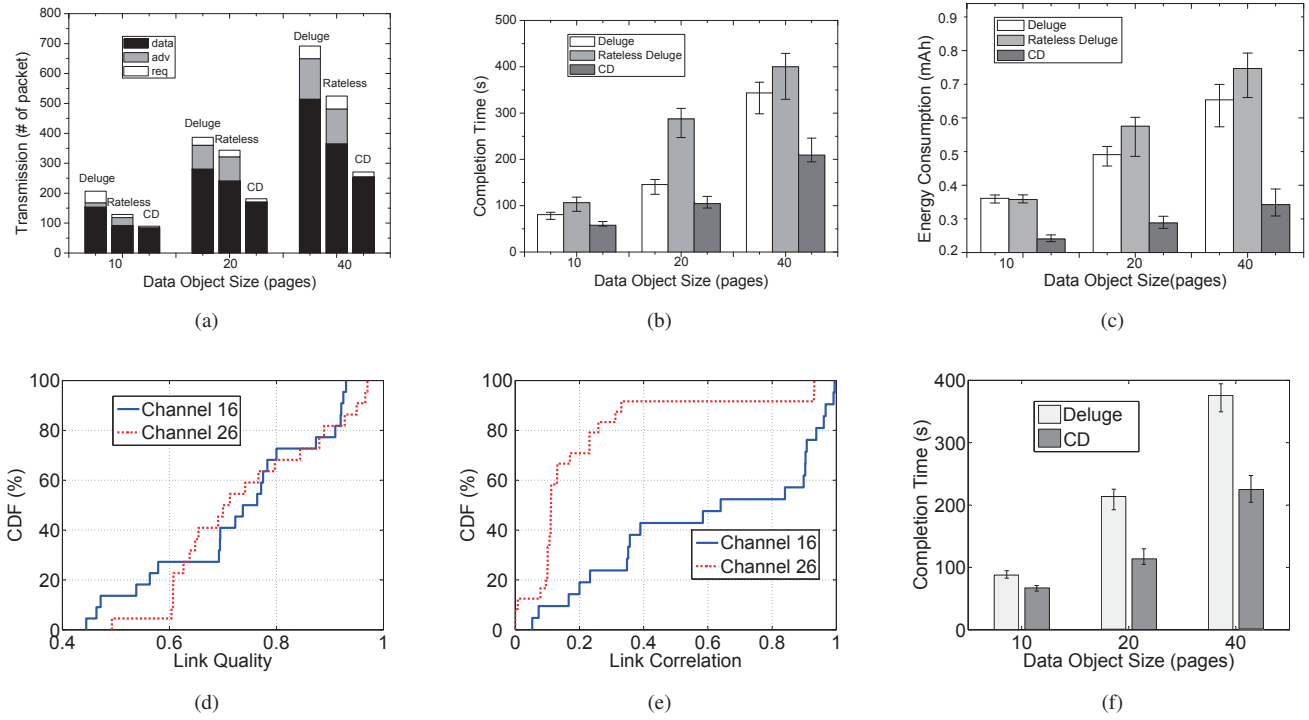 800
700
600
500
400
300
200
100
0
Transmission (# of packet)
data
adv
req
Deluge
Rateless
CD
Deluge
Rateless
CD
Deluge
Rateless
CD
10 20 40
Data Object Size (pages)
(a)
500
400
300
200
100
0
Completion Time (s)
Deluge
Rateless Deluge
CD
10 20 40
Data Object Size (pages)
(b)
0.9
0.8
0.7
0.6
0.5
0.4
0.3
0.2
Energy Consumption (mAh)
Deluge
Rateless Deluge
CD
10 20 40
Data Object Size(pages)
(c)
100
80
60
40
20
0
CDF (%)
Channel 16
Channel 26
0.4 0.6 0.8 1
Link Quality
(d)
100
80
60
40
20
0
CDF (%)
Channel 16
Channel 26
0 0.2 0.4 0.6 0.8 1
Link Correlation
(e)
400
300
200
100
0
Completion Time (s)
Deluge
CD
10 20 40
Data Object Size (pages)
(f)